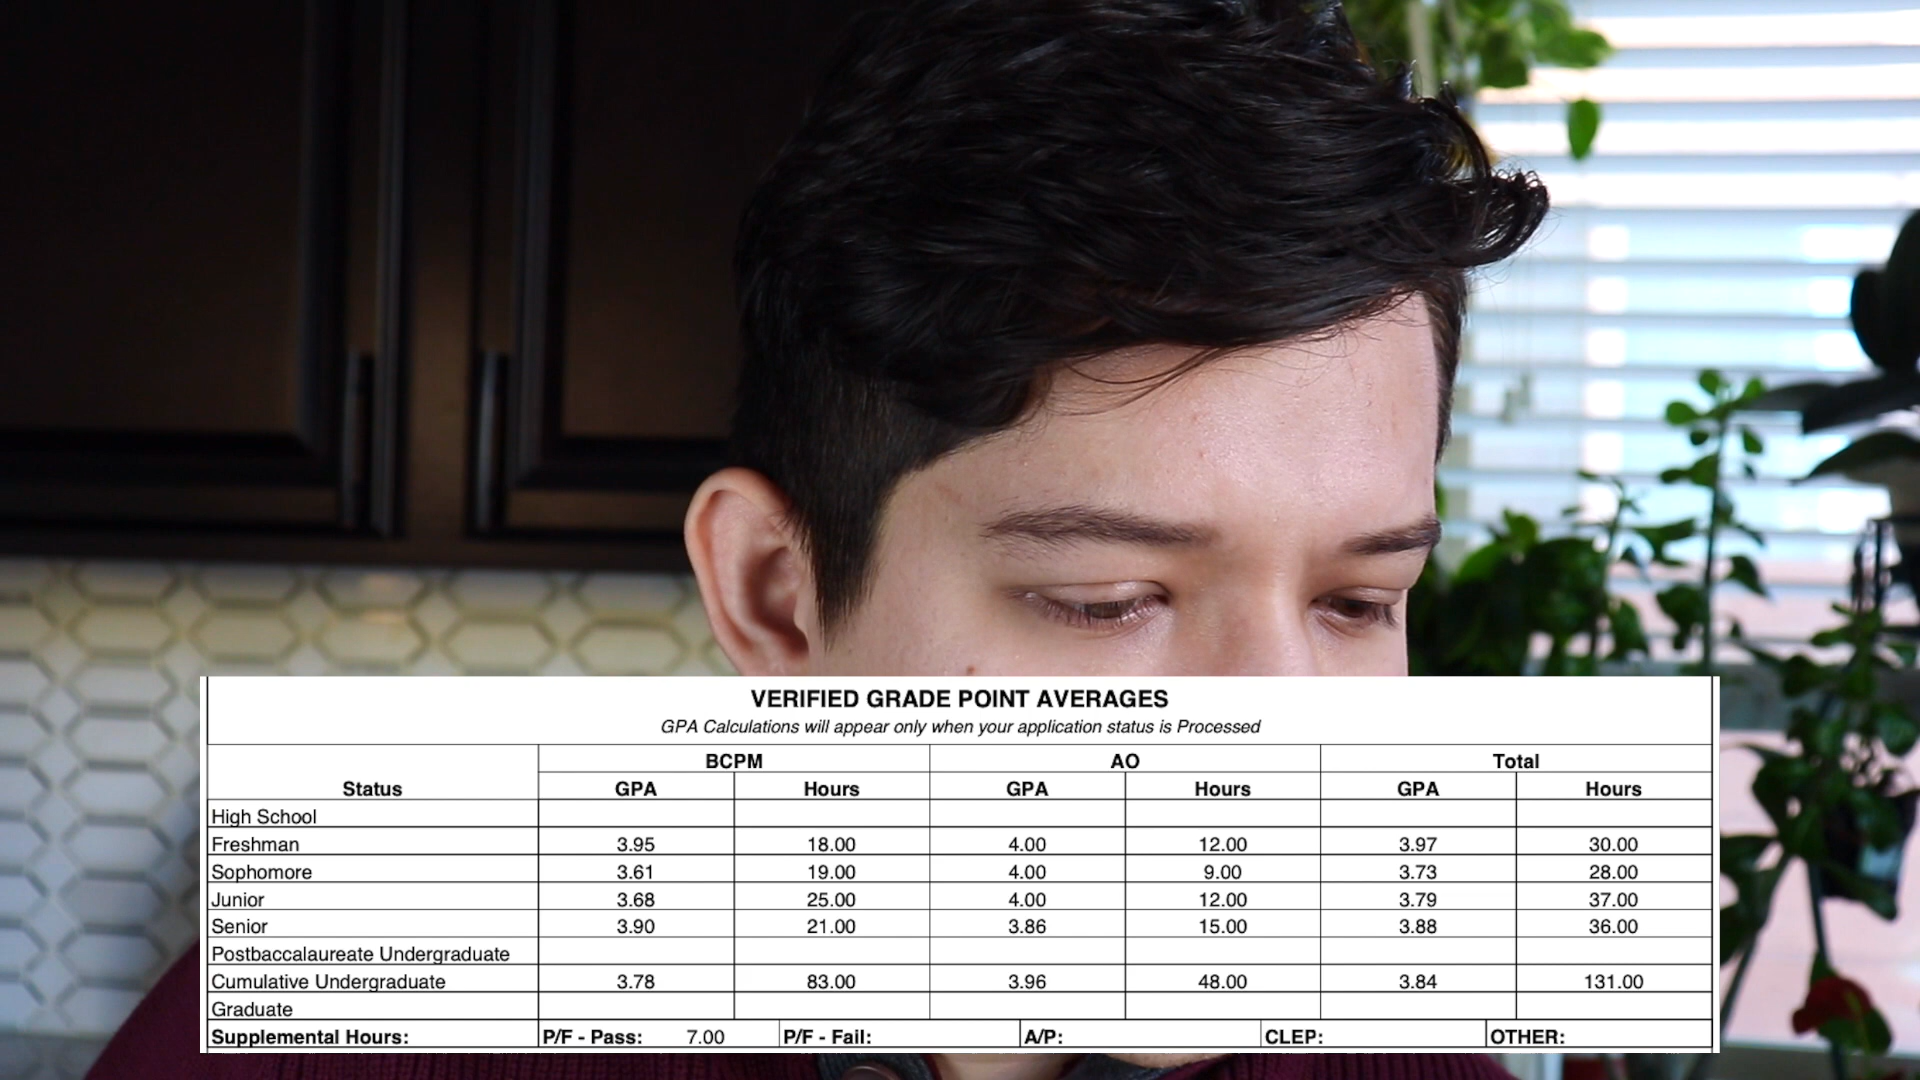 VERIFIED GRADE POINT AVERAGES
GPA Calculations will appear only when your application status is Processed
BCPM AO Total
Status GPA Hours GPA Hours GPA Hours
High School
Freshman 3.95 18.00 4.00 12.00 3.97 30.00
Sophomore 3.61 19.00 4.00 9.00 3.73 28.00
Junior 3.68 25.00 4.00 12.00 3.79 37.00
Senior 3.90 21.00 3.86 15.00 3.88 36.00
Postbaccalaureate Undergraduate
Cumulative Undergraduate 3.78 83.00 3.96 48.00 3.84 131.00
Graduate
Supplemental Hours: P/F - Pass: 7.00 P/F - Fail: A/P: CLEP: OTHER: